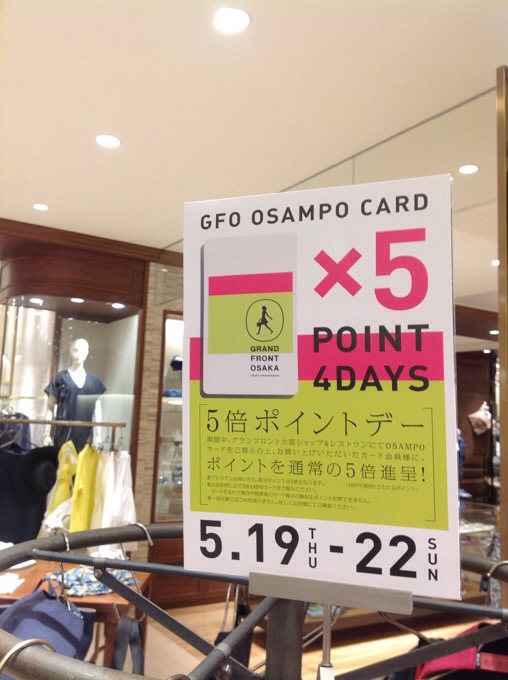 GFO OSAMPO CARD
×5
GRAND
FRONT
OSAKA
POINT
4DAYS
5倍ポイントデー
期間中、グランフロント大阪ショップ&レストランにてOSAMPO
カードをご提示の上、お買い上げいただいたカード会員様に、
ポイントを通常の5倍進呈!
5.19 THU - 22 SUN